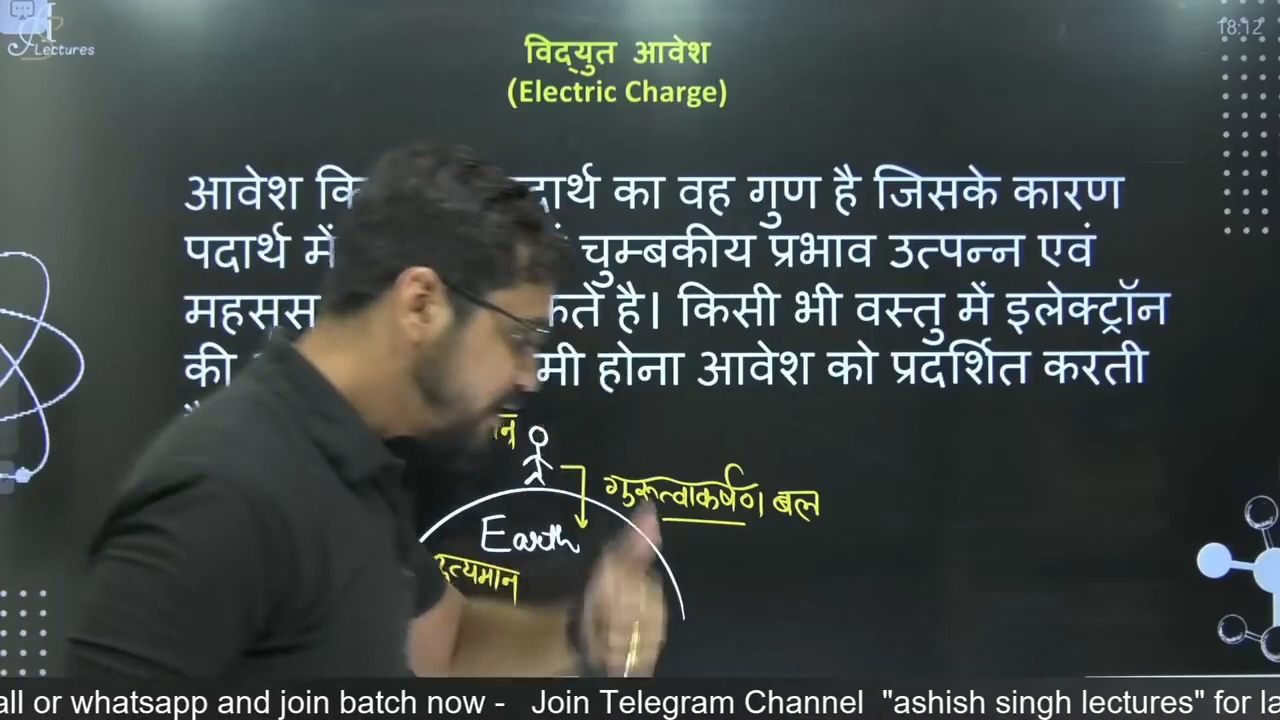 Lectures
18:12
विद्युत आवेश
(Electric Charge)
आवेश का वह गुण है जिसके कारण
पदार्थ में चुम्बकीय प्रभाव उत्पन्न एवं
है। किसी भी वस्तु में इलेक्ट्रॉन
की होना आवेश को प्रदर्शित करती
गुरुत्वाकर्षण बल
Earth
all or whatsapp and join batch now - Join Telegram Channel "ashish singh lectures" for la